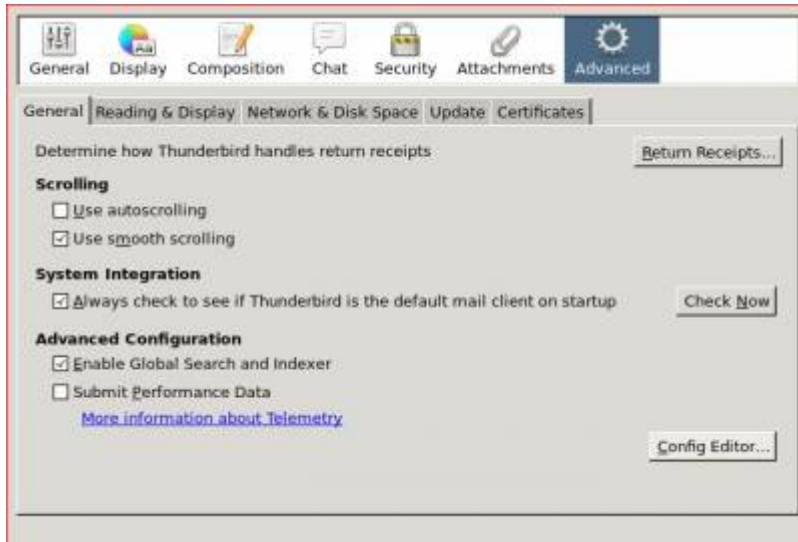 General Display Composition Chat Security Attachments Advanced
General Reading & Display Network & Disk Space Update Certificates
Determine how Thunderbird handles return receipts Return Receipts...
Scrolling
Use autoscrolling
Use smooth scrolling
System Integration
Always check to see if Thunderbird is the default mail client on startup Check Now
Advanced Configuration
Enable Global Search and Indexer
Submit Performance Data
More information about Telemetry
Config Editor...